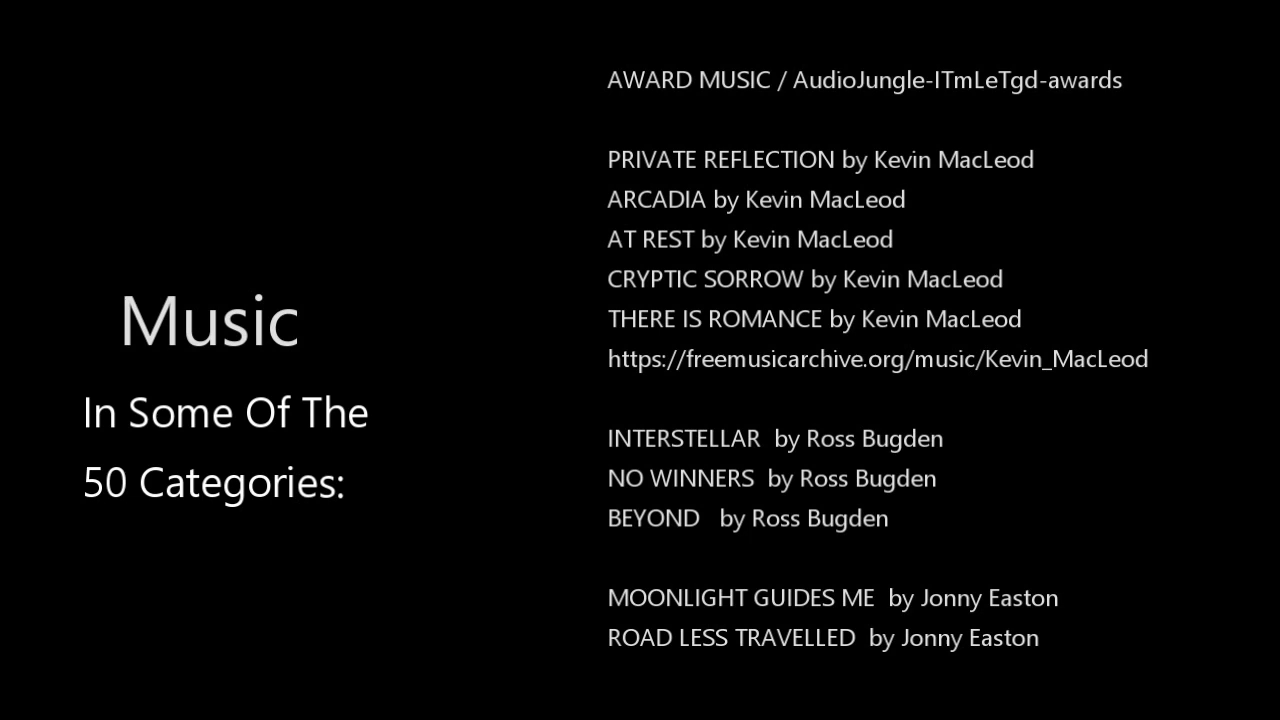 Music
In Some Of The
50 Categories:
AWARD MUSIC / AudioJungle-ITmLeTgd-awards
PRIVATE REFLECTION by Kevin MacLeod
ARCADIA by Kevin MacLeod
AT REST by Kevin MacLeod
CRYPTIC SORROW by Kevin MacLeod
THERE IS ROMANCE by Kevin MacLeod
https://freemusicarchive.org/music/Kevin_MacLeod
INTERSTELLAR  by Ross Bugden
NO WINNERS  by Ross Bugden
BEYOND   by Ross Bugden
MOONLIGHT GUIDES ME  by Jonny Easton
ROAD LESS TRAVELLED  by Jonny Easton